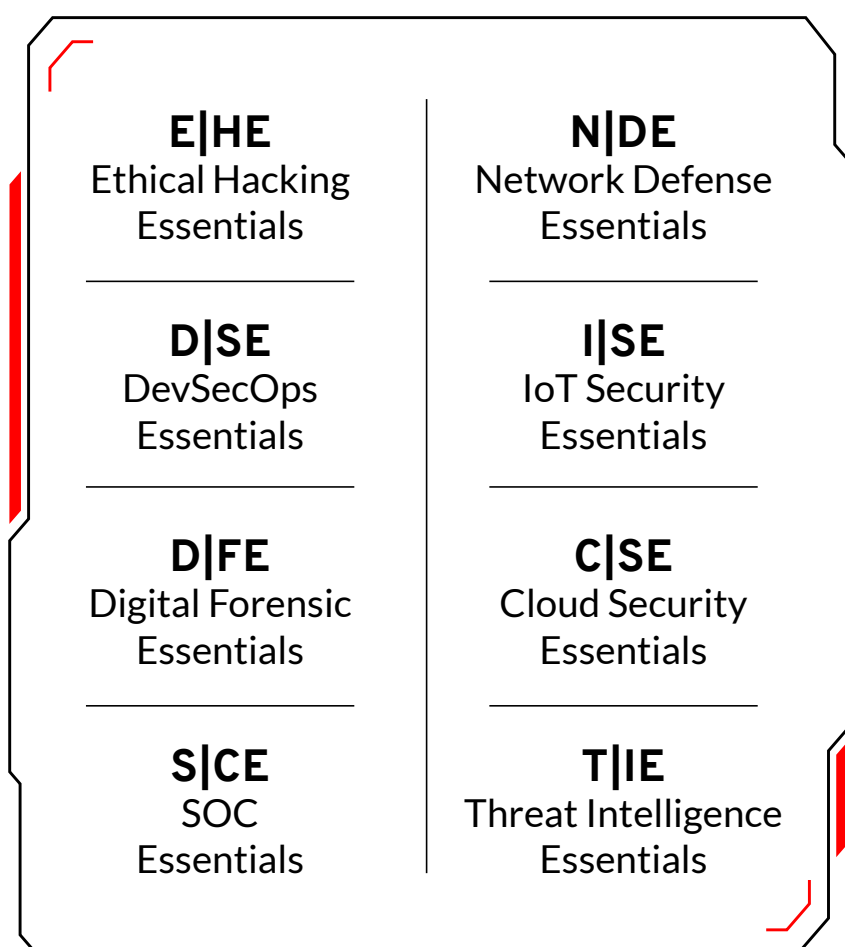 E|HE
Ethical Hacking
Essentials
N|DE
Network Defense
Essentials
D|SE
DevSecOps
Essentials
I|SE
IoT Security
Essentials
D|FE
Digital Forensic
Essentials
C|SE
Cloud Security
Essentials
S|CE
SOC
Essentials
T|IE
Threat Intelligence
Essentials